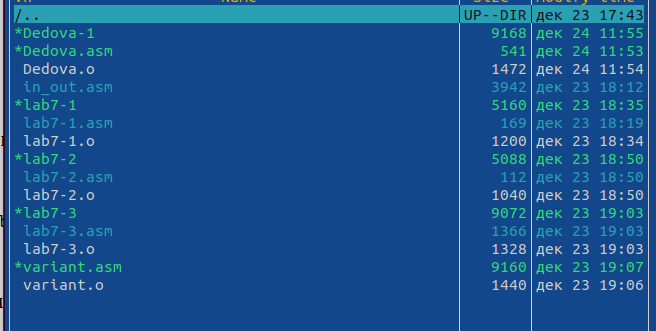 /.. UP--DIR дек 23 17:43
*Dedova-1 9168 дек 24 11:55
*Dedova.asm 541 дек 24 11:53
Dedova.o 1472 дек 24 11:54
in_out.asm 3942 дек 23 18:12
*lab7-1 5160 дек 23 18:35
lab7-1.asm 169 дек 23 18:19
lab7-1.o 1200 дек 23 18:34
*lab7-2 5088 дек 23 18:50
lab7-2.asm 112 дек 23 18:50
lab7-2.o 1040 дек 23 18:50
*lab7-3 9072 дек 23 19:03
lab7-3.asm 1366 дек 23 19:03
lab7-3.o 1328 дек 23 19:03
*variant.asm 9160 дек 23 19:07
variant.o 1440 дек 23 19:06